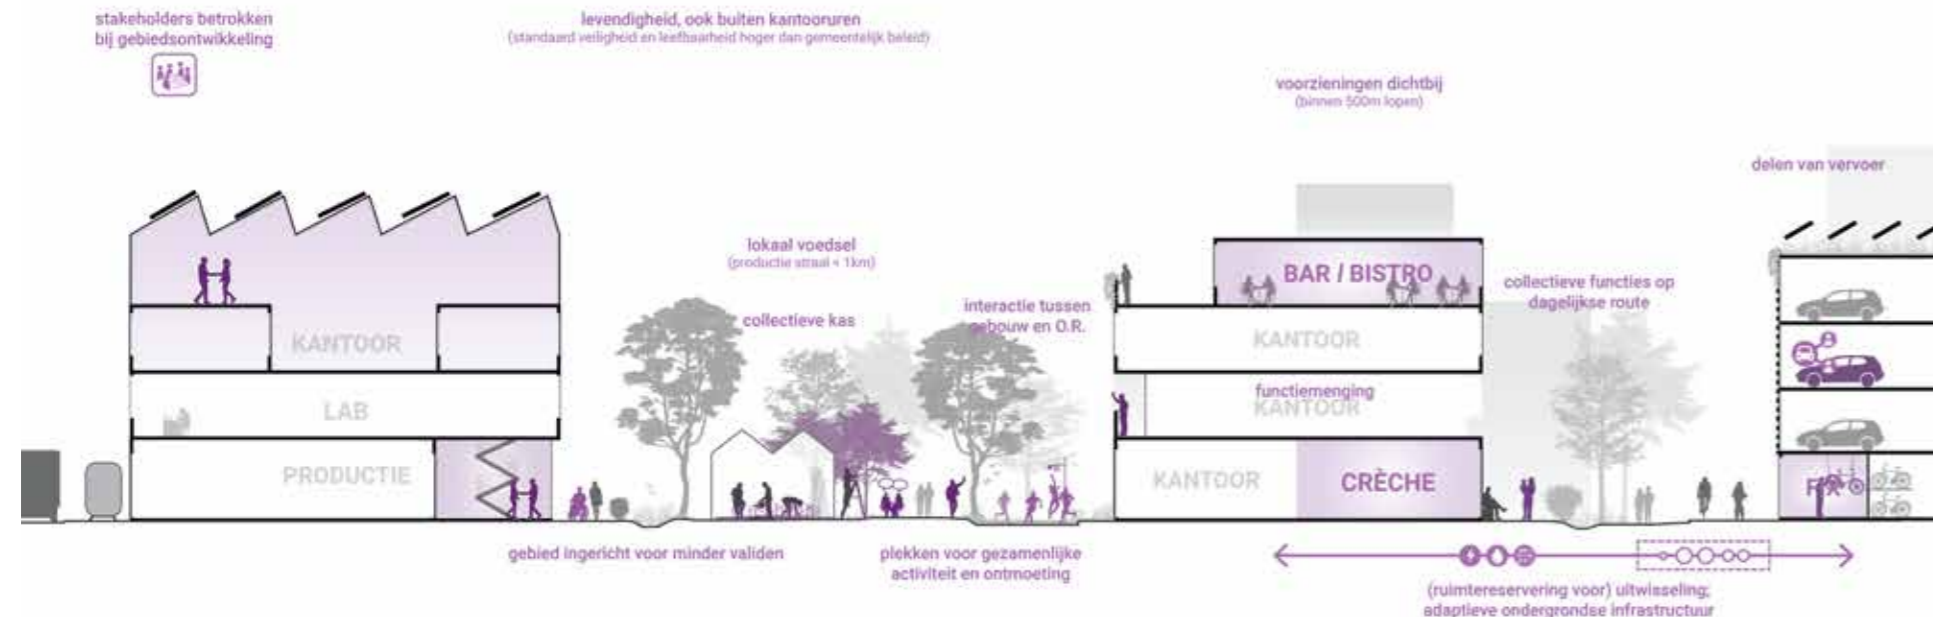 stakeholders betrokken
bij gebiedsontwikkeling
levendigheid, ook buiten kantooruren
(standaard veiligheid en leefbaarheid hoger dan gemeentelijk beleid)
voorzieningen dichtbij
(binnen 500m lopen)
delen van vervoer
lokaal voedsel
(productie straal < 1km)
collectieve kas
interactie tussen
gebouw en O.R.
BAR / BISTRO
collectieve functies op
dagelijkse route
KANTOOR
KANTOOR
LAB
functiemenging
KANTOOR
PRODUCTIE
KANTOOR
CRÈCHE
gebied ingericht voor minder validen
plekken voor gezamenlijke
activiteit en ontmoeting
(ruimtereservering voor) uitwisseling;
adaptieve ondergrondse infrastructuur